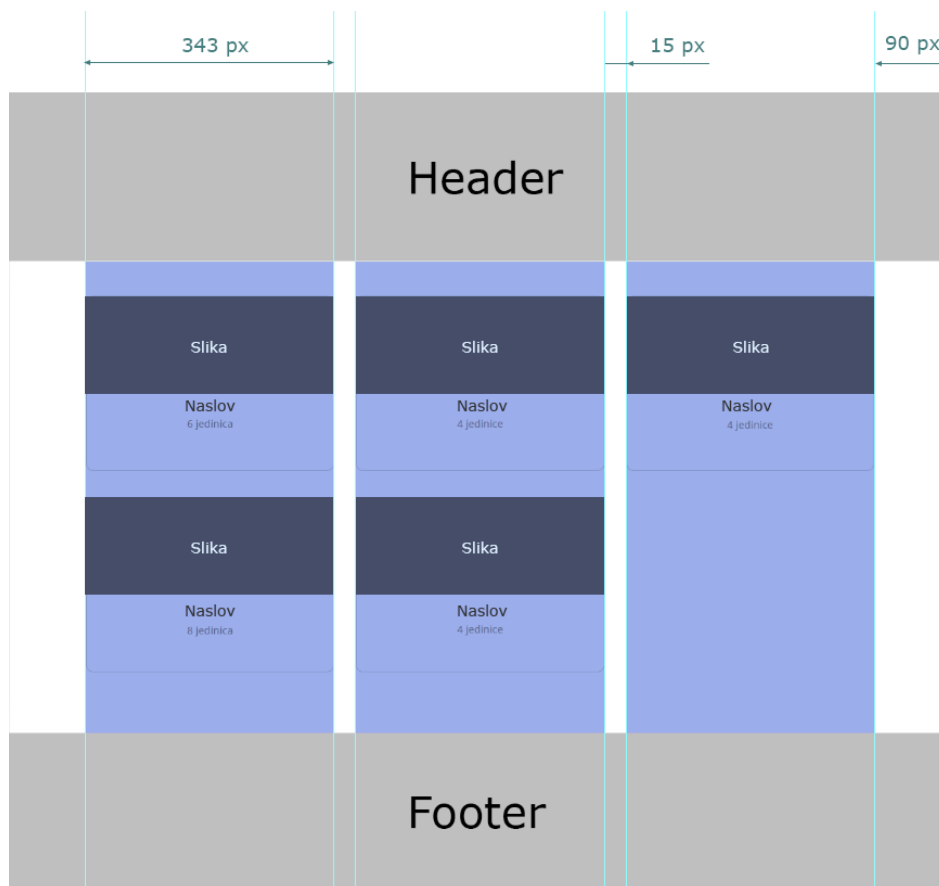 343 px
15 px
90 px
Header
Slika
Slika
Slika
Naslov
Naslov
Naslov
6 jedinica
4 jedinice
4 jedinice
Slika
Slika
Naslov
Naslov
8 jedinica
4 jedinice
Footer